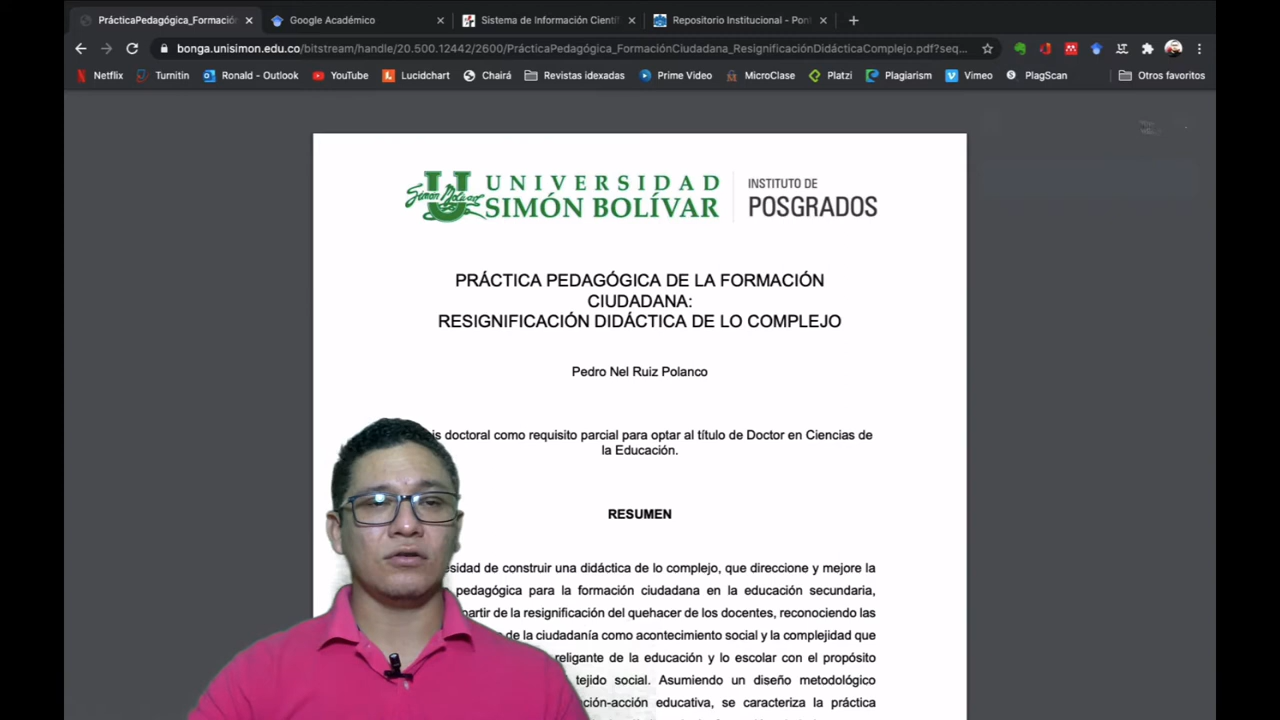 PrácticaPedagógica_Formació
Google Académico
Sistema de Información Científi
Repositorio Institucional - Pont
bonga.unisimon.edu.co/bitstream/handle/20.500.12442/2600/PrácticaPedagógica_FormaciónCiudadana_ResignificaciónDidácticaComplejo.pdf?seq...
Netflix Turnitin Ronald - Outlook YouTube Lucidchart Chairá Revistas idexadas Prime Video MicroClase Platzi Plagiarism Vimeo PlagScan Otros favoritos
UNIVERSIDAD
SIMÓN BOLÍVAR
INSTITUTO DE
POSGRADOS
PRÁCTICA PEDAGÓGICA DE LA FORMACIÓN
CIUDADANA:
RESIGNIFICACIÓN DIDÁCTICA DE LO COMPLEJO
Pedro Nel Ruiz Polanco
is doctoral como requisito parcial para optar al título de Doctor en Ciencias de
la Educación.
RESUMEN
esidad de construir una didáctica de lo complejo, que direccione y mejore la
pedagógica para la formación ciudadana en la educación secundaria,
partir de la resignificación del quehacer de los docentes, reconociendo las
de la ciudadanía como acontecimiento social y la complejidad que
religante de la educación y lo escolar con el propósito
tejido social. Asumiendo un diseño metodológico
ción-acción educativa, se caracteriza la práctica